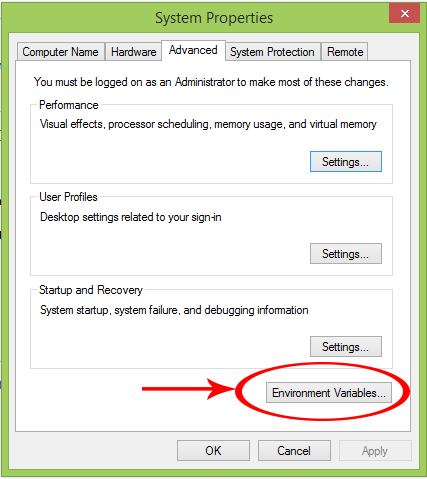 System Properties
Computer Name
Hardware
Advanced
System Protection
Remote
You must be logged on as an Administrator to make most of these changes.
Performance
Visual effects, processor scheduling, memory usage, and virtual memory
Settings...
User Profiles
Desktop settings related to your sign-in
Settings...
Startup and Recovery
System startup, system failure, and debugging information
Settings...
Environment Variables...
OK
Cancel
Apply